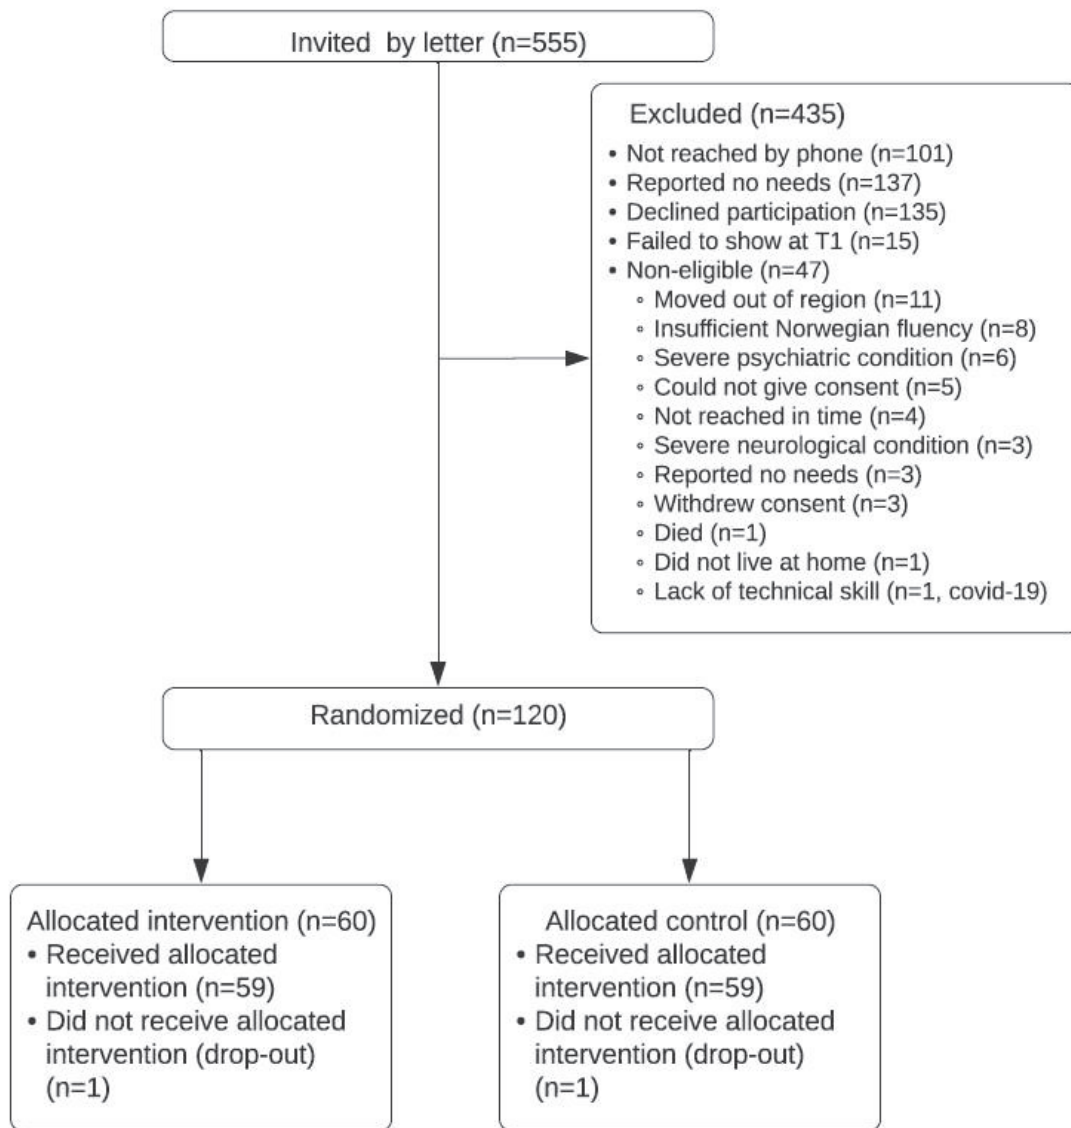 Invited by letter (n=555)
Excluded (n=435)
• Not reached by phone (n=101)
• Reported no needs (n=137)
• Declined participation (n=135)
• Failed to show at T1 (n=15)
• Non-eligible (n=47)
∘ Moved out of region (n=11)
∘ Insufficient Norwegian fluency (n=8)
∘ Severe psychiatric condition (n=6)
∘ Could not give consent (n=5)
∘ Not reached in time (n=4)
∘ Severe neurological condition (n=3)
∘ Reported no needs (n=3)
∘ Withdrew consent (n=3)
∘ Died (n=1)
∘ Did not live at home (n=1)
∘ Lack of technical skill (n=1, covid-19)
Randomized (n=120)
Allocated intervention (n=60)
• Received allocated
intervention (n=59)
• Did not receive allocated
intervention (drop-out)
(n=1)
Allocated control (n=60)
• Received allocated
intervention (n=59)
• Did not receive allocated
intervention (drop-out)
(n=1)